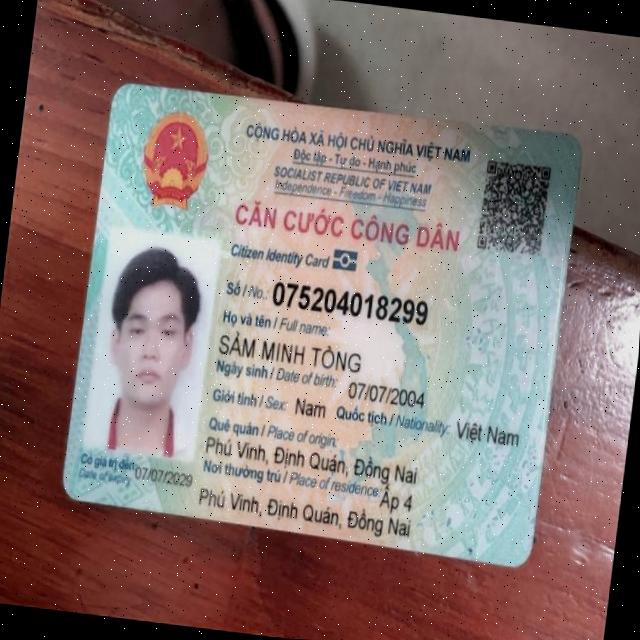 CỘNG HÒA XÃ HỘI CHỦ NGHĨA VIỆT NAM
Độc lập - Tự do - Hạnh phúc
SOCIALIST REPUBLIC OF VIET NAM
Independence - Freedom - Happiness
CĂN CƯỚC CÔNG DÂN
Citizen Identity Card
Số / No.: 075204018299
Họ và tên / Full name:
SẦM MINH TÒNG
Ngày sinh / Date of birth: 07/07/2004
Giới tính / Sex: Nam Quốc tịch / Nationality: Việt Nam
Quê quán / Place of origin:
Phú Vinh, Định Quán, Đồng Nai
Nơi thường trú / Place of residence: Ấp 4
Phú Vinh, Định Quán, Đồng Nai
Có giá trị đến: 07/07/2029
Date of expiry